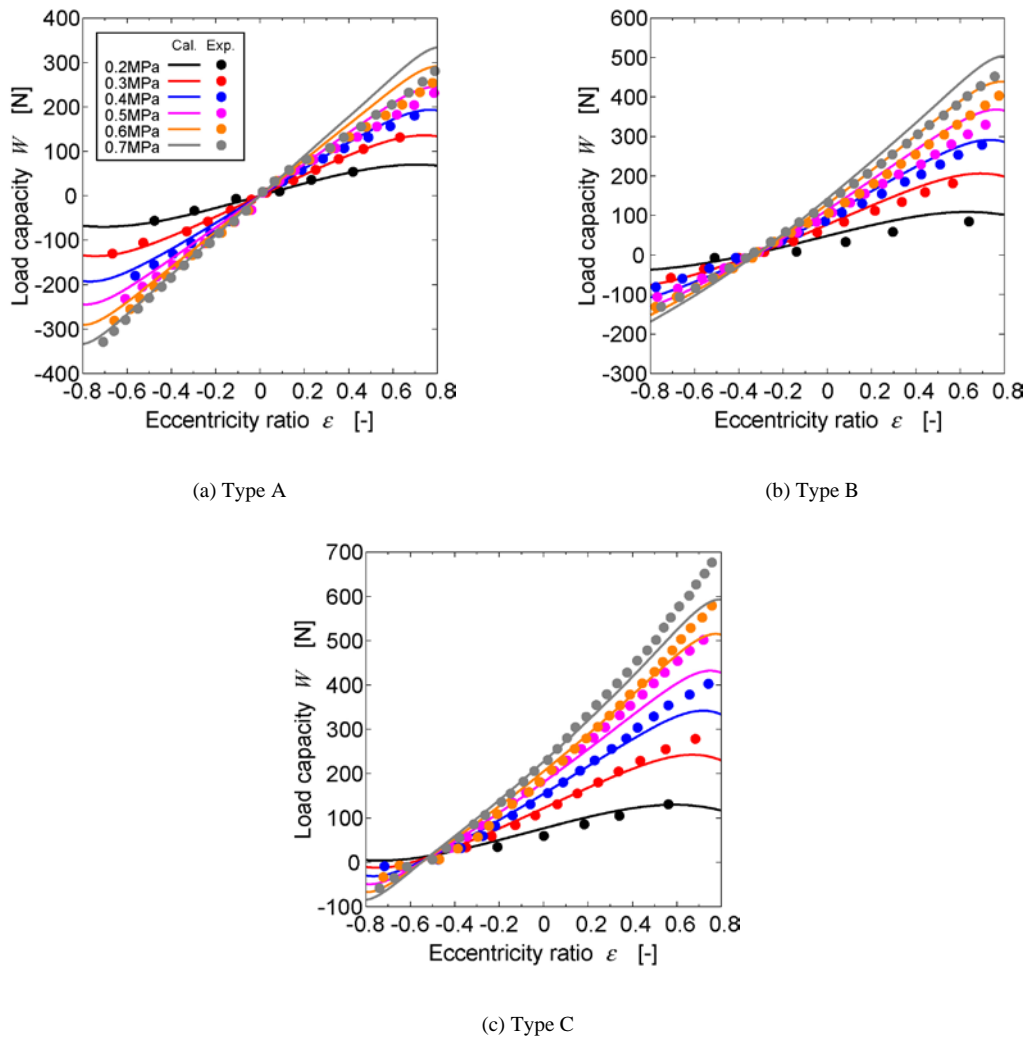 400
300
200
100
0
-100
-200
-300
-400
Load capacity W [N]
Cal. Exp.
0.2MPa
0.3MPa
0.4MPa
0.5MPa
0.6MPa
0.7MPa
-0.8 -0.6 -0.4 -0.2 0 0.2 0.4 0.6 0.8
Eccentricity ratio ε [-]
(a) Type A
600
500
400
300
200
100
0
-100
-200
-300
Load capacity W [N]
-0.8 -0.6 -0.4 -0.2 0 0.2 0.4 0.6 0.8
Eccentricity ratio ε [-]
(b) Type B
700
600
500
400
300
200
100
0
-100
Load capacity W [N]
-0.8 -0.6 -0.4 -0.2 0 0.2 0.4 0.6 0.8
Eccentricity ratio ε [-]
(c) Type C